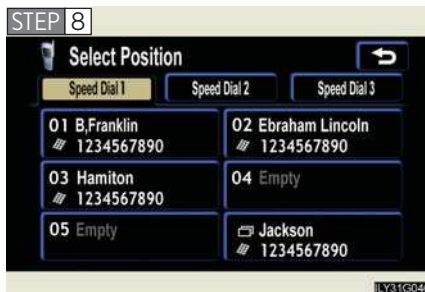 STEP 8
Select Position
Speed Dial 1 Speed Dial 2 Speed Dial 3
01 B,Franklin
1234567890
02 Ebraham Lincoln
1234567890
03 Hamiton
1234567890
04 Empty
05 Empty
Jackson
1234567890